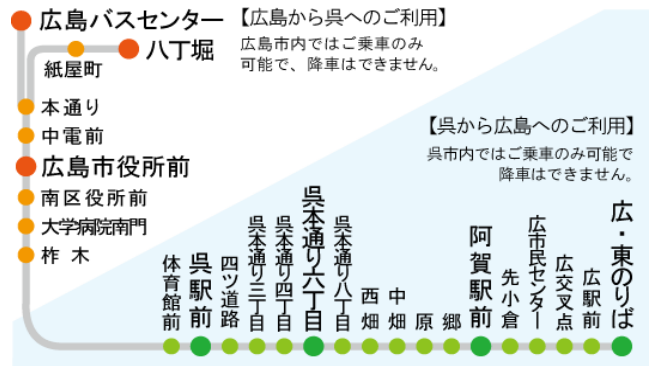 広島バスセンター
【広島から呉へのご利用】
八丁堀
広島市内ではご乗車のみ
可能で、降車はできません。
紙屋町
本通り
中電前
広島市役所前
南区役所前
大学病院南門
柞木
【呉から広島へのご利用】
呉市内ではご乗車のみ可能で
降車はできません。
体育館前
呉駅前
四ツ道路
呉本通り三丁目
呉本通り四丁目
呉本通り六丁目
呉本通り八丁目
西畑
中畑
原
郷
阿賀駅前
先小倉
広市民センター
広交叉点
広駅前
広・東のりば